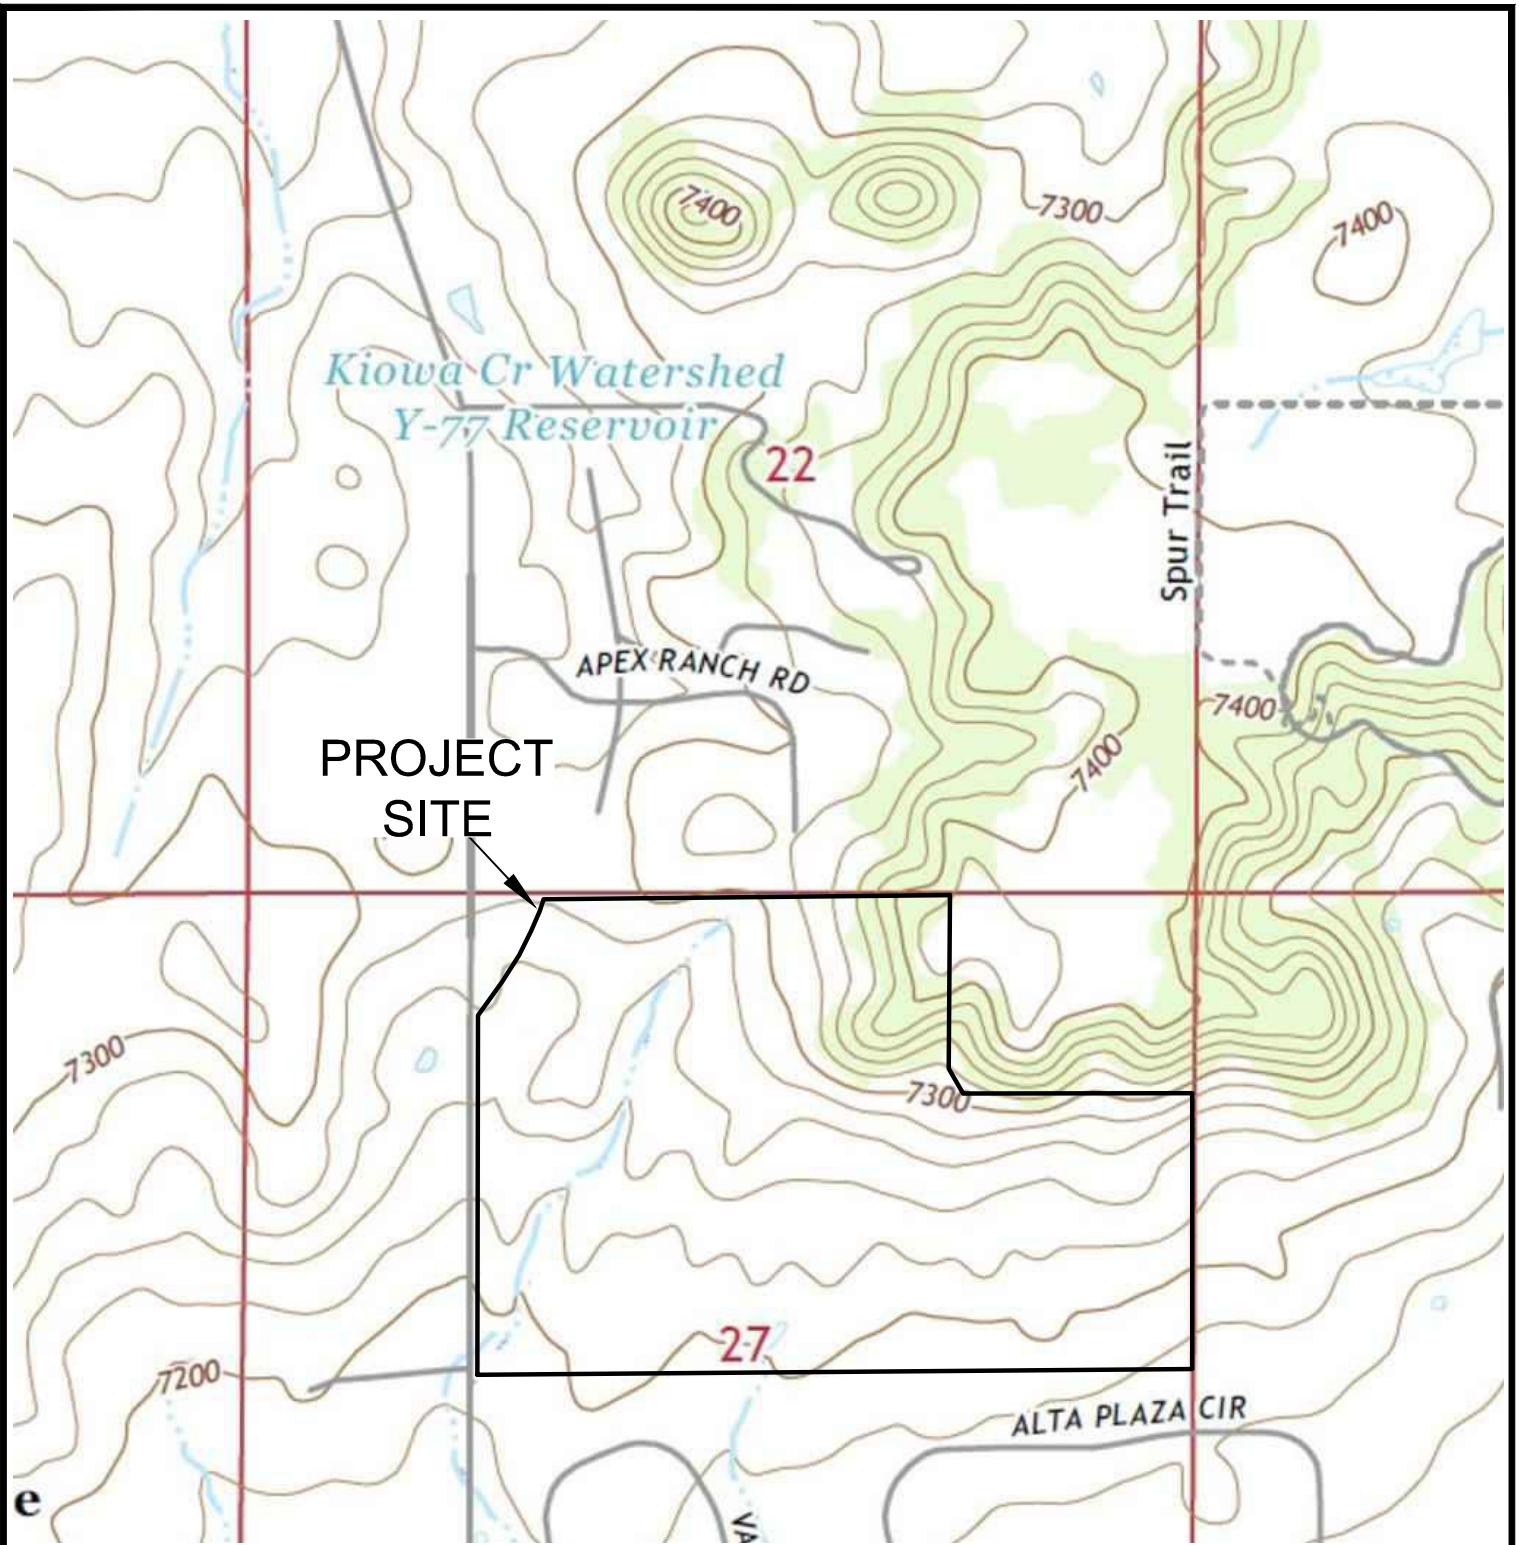 7400
7300
7400
Kiowa Cr Watershed
Y-77 Reservoir
22
Spur Trail
APEX RANCH RD
7400
7400
PROJECT
SITE
7300
7300
27
7200
ALTA PLAZA CIR
e
VA